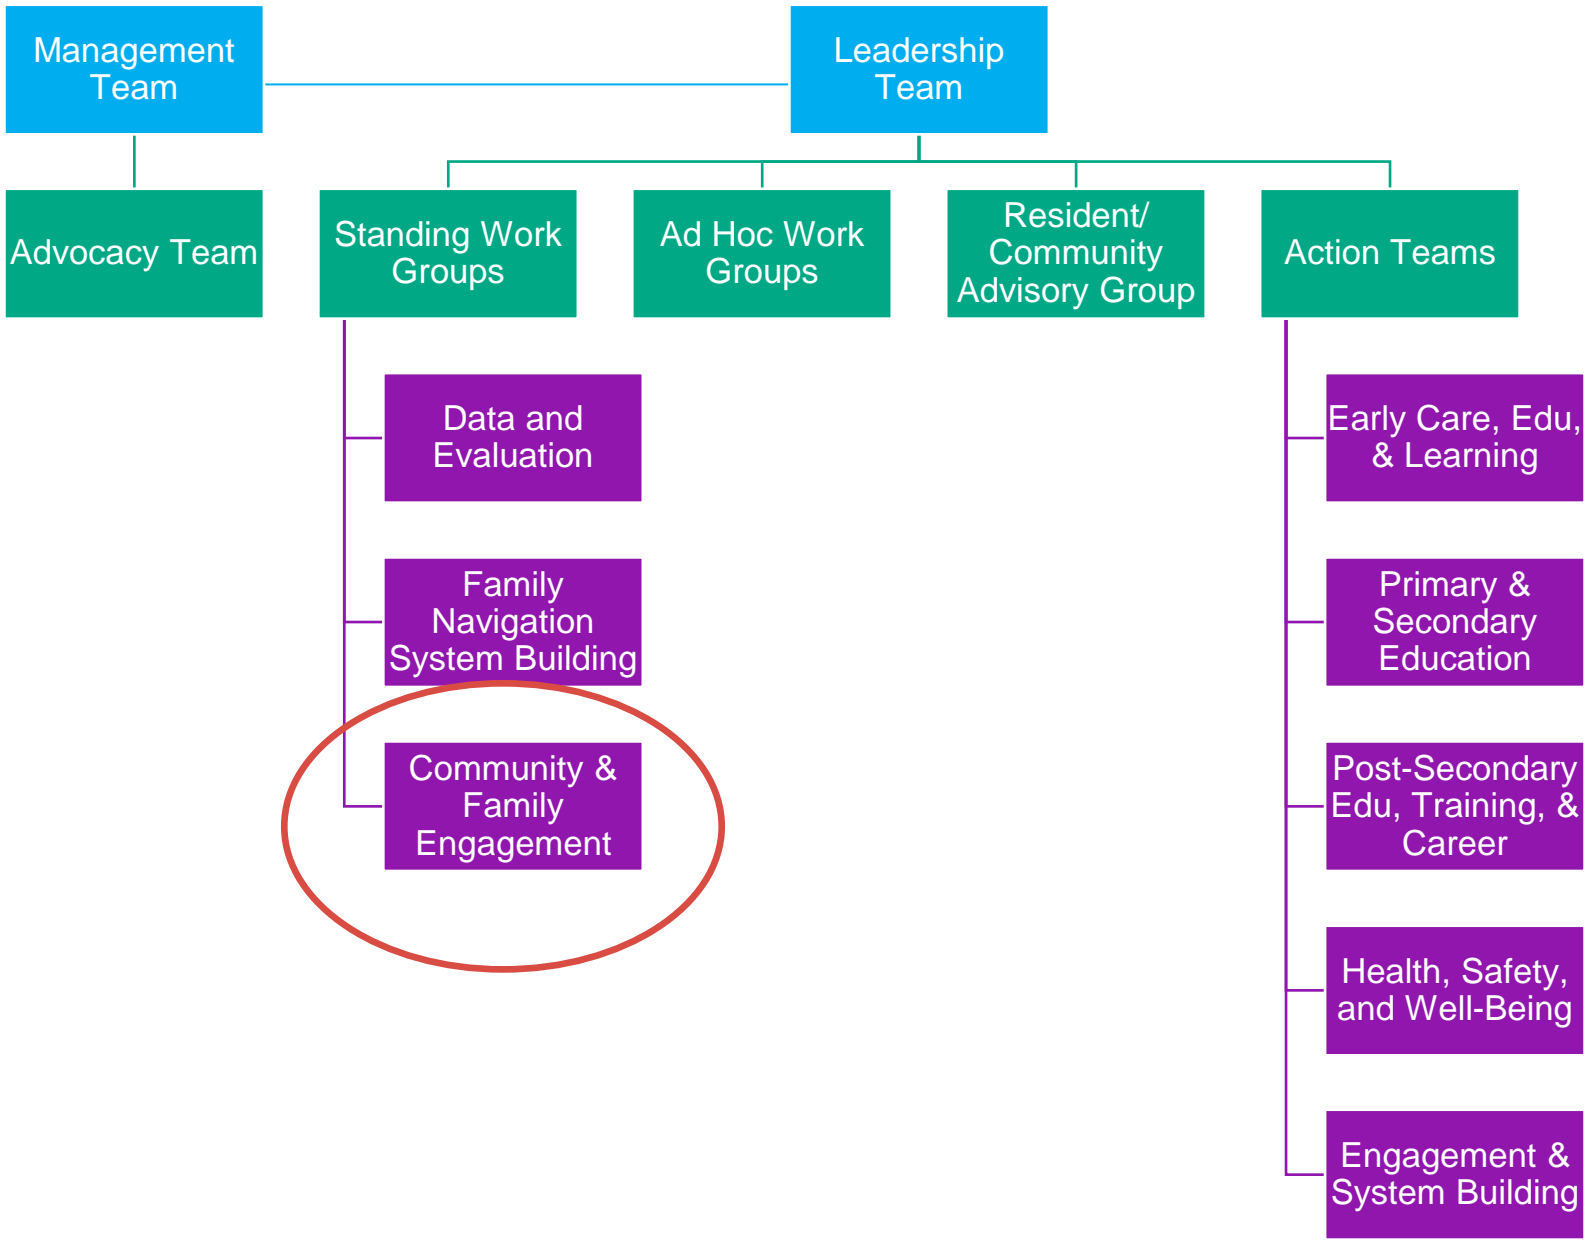 Management
Team
Leadership
Team
Advocacy Team
Standing Work
Groups
Ad Hoc Work
Groups
Resident/
Community
Advisory Group
Action Teams
Data and
Evaluation
Family
Navigation
System Building
Community &
Family
Engagement
Early Care, Edu,
& Learning
Primary &
Secondary
Education
Post-Secondary
Edu, Training, &
Career
Health, Safety,
and Well-Being
Engagement &
System Building